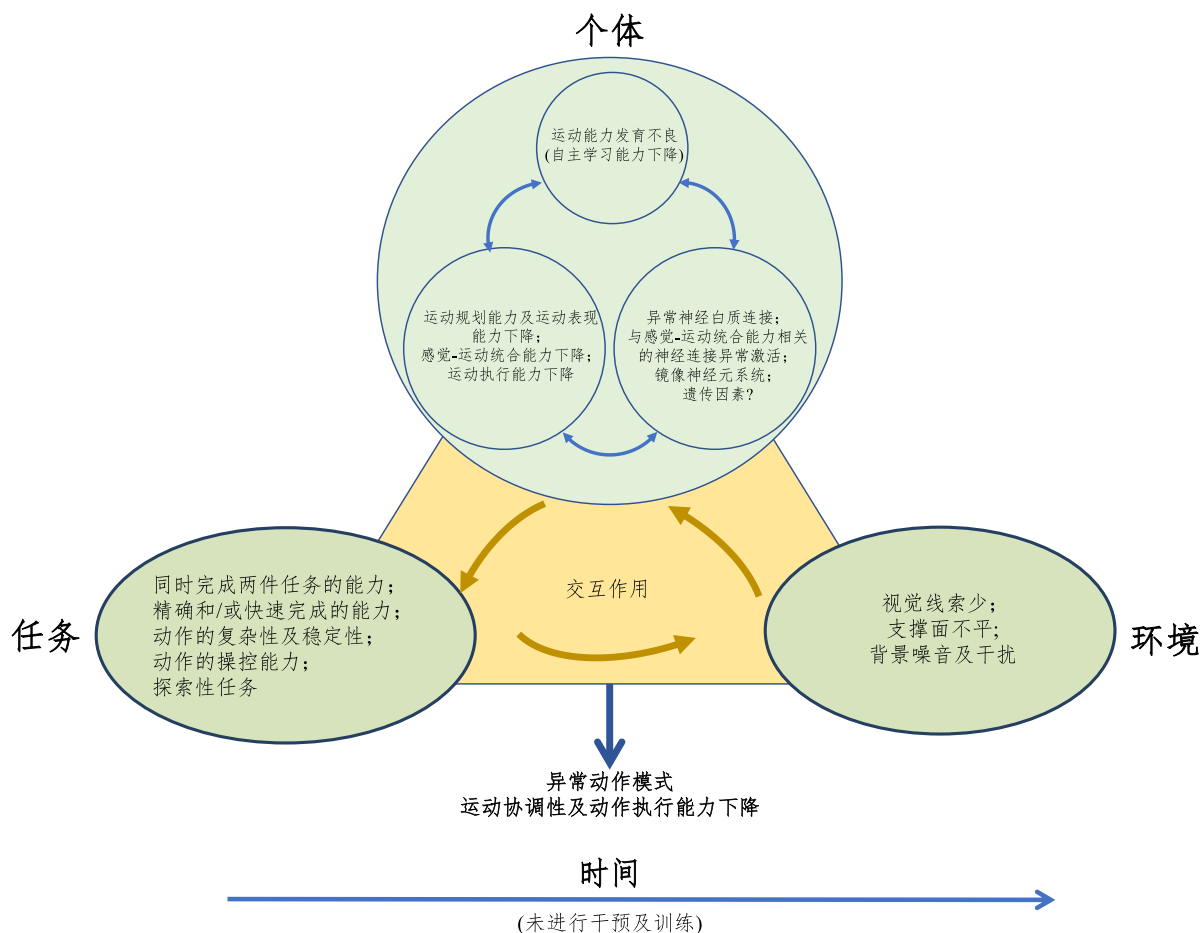 个体
运动能力发育不良
(自主学习能力下降)
运动规划能力及运动表现
能力下降；
感觉-运动统合能力下降；
运动执行能力下降
异常神经白质连接；
与感觉-运动统合能力相关
的神经连接异常激活；
镜像神经元系统；
遗传因素?
交互作用
任务
同时完成两件任务的能力；
精确和/或快速完成的能力；
动作的复杂性及稳定性；
动作的操控能力；
探索性任务
视觉线索少；
支撑面不平;
背景噪音及干扰
环境
异常动作模式
运动协调性及动作执行能力下降
时间
(未进行干预及训练)